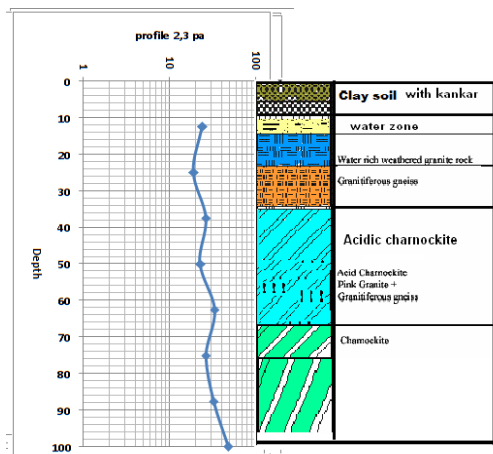 profile 2,3 pa
1
10
100
0
10
20
30
40
50
60
70
80
90
100
Depth
Clay soil with kankar
water zone
Water rich weathered granite rock
Granitiferous gneiss
Acidic charnockite
Acid Charnockite
Pink Granite +
Granitiferous gneiss
Charnockite